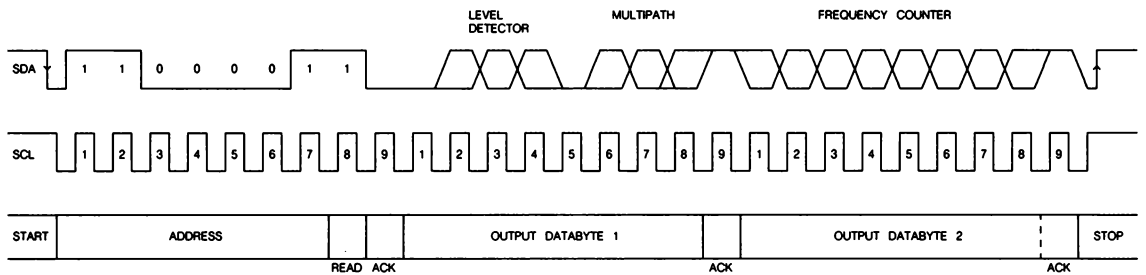 LEVEL DETECTOR MULTIPATH FREQUENCY COUNTER
SDA 1 1 0 0 0 0 1 1
SCL 1 2 3 4 5 6 7 8 9 1 2 3 4 5 6 7 8 9 1 2 3 4 5 6 7 8 9
START ADDRESS OUTPUT DATABYTE 1 OUTPUT DATABYTE 2 STOP
READ ACK ACK ACK